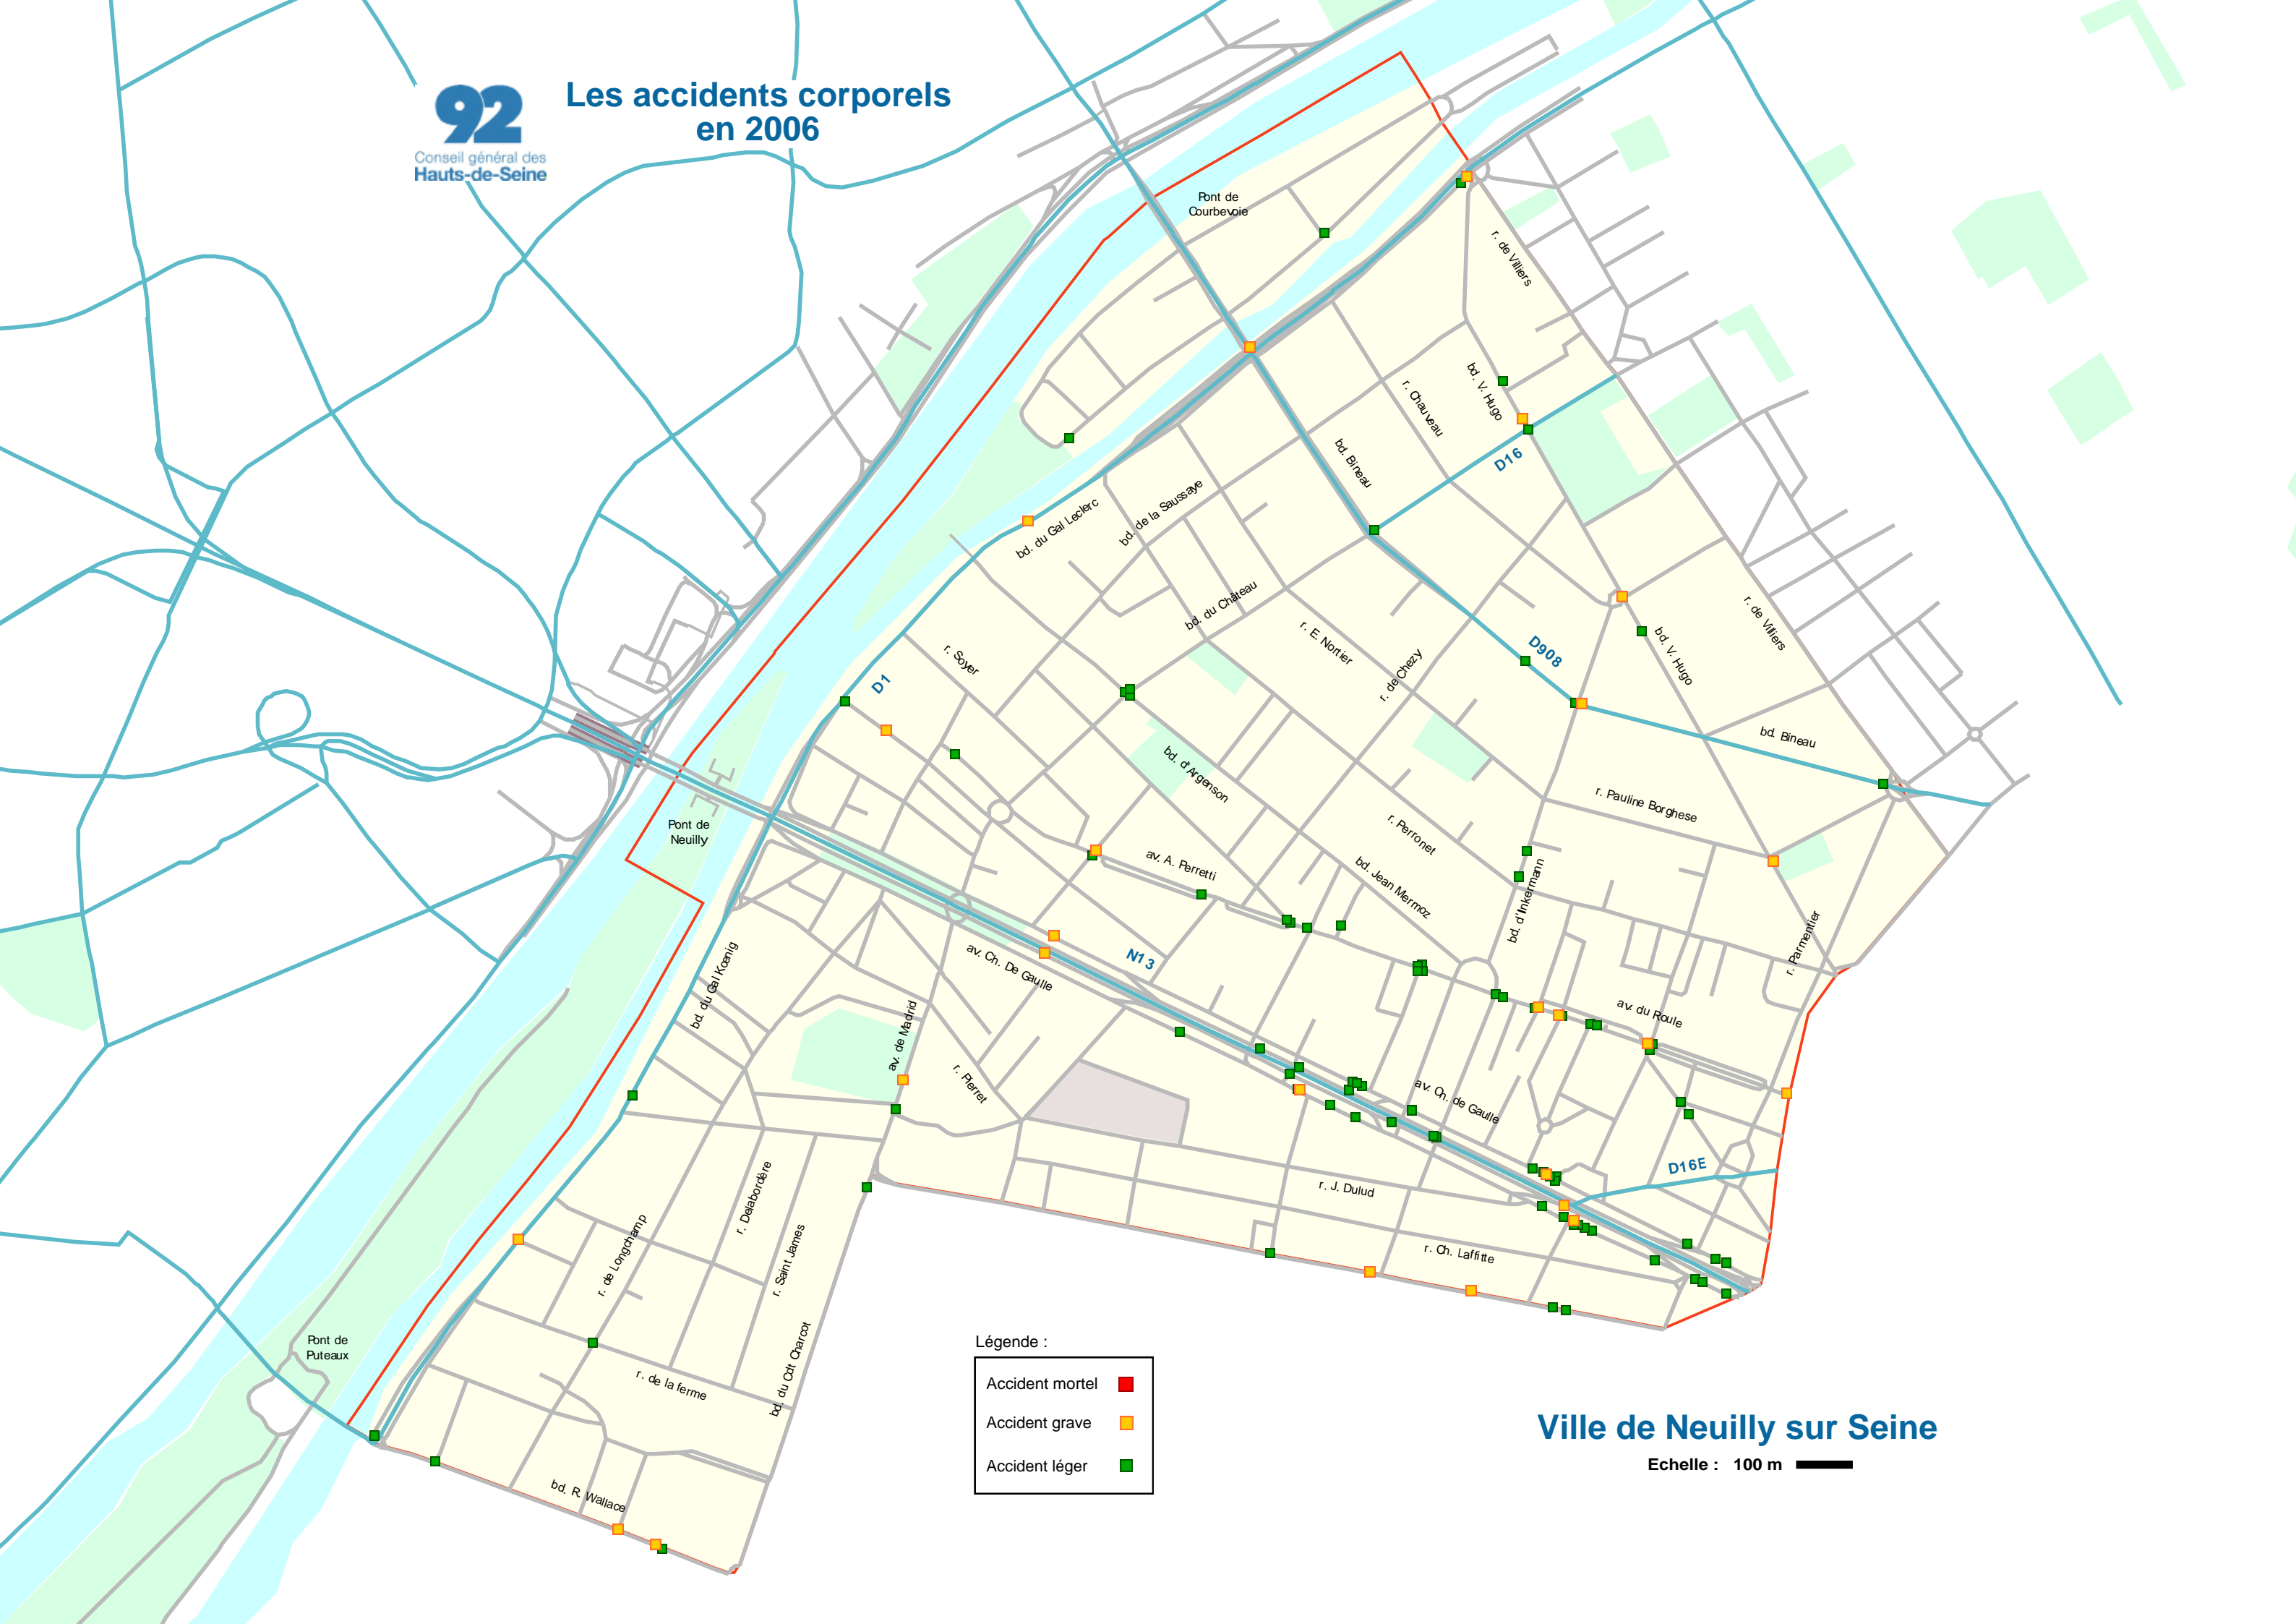 92
Conseil général des
Hauts-de-Seine
Les accidents corporels
en 2006
Pont de
Courbevoie
r. de Villiers
bd. V. Hugo
r. Chauveau
bd. Bineau
D16
bd. de la Saussaye
bd. du Gal Leclerc
bd. du Château
r. E. Nortier
r. de Chezy
D908
bd. V. Hugo
r. de Villiers
r. Soyer
D1
bd. Bineau
bd. d'Argenson
r. Pauline Borghese
r. Perronet
Pont de
Neuilly
av. A. Perretti
bd. Jean Mermoz
bd. d'Inkermann
r. Parmentier
bd. du Gal Kœnig
av. Ch. De Gaulle
N13
av. de Madrid
av. du Roule
r. Pierret
av. Ch. de Gaulle
D16E
r. J. Dulud
r. Delabordère
r. de Longchamp
r. Saint James
r. Ch. Laffitte
Pont de
Puteaux
bd. du Cdt Charcot
r. de la ferme
bd. R. Wallace
Légende :
Accident mortel
Accident grave
Accident léger
Ville de Neuilly sur Seine
Echelle : 100 m